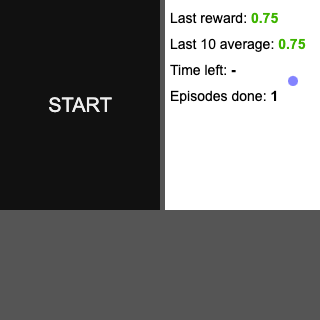 START
Last reward: 0.75
Last 10 average: 0.75
Time left: -
Episodes done: 1